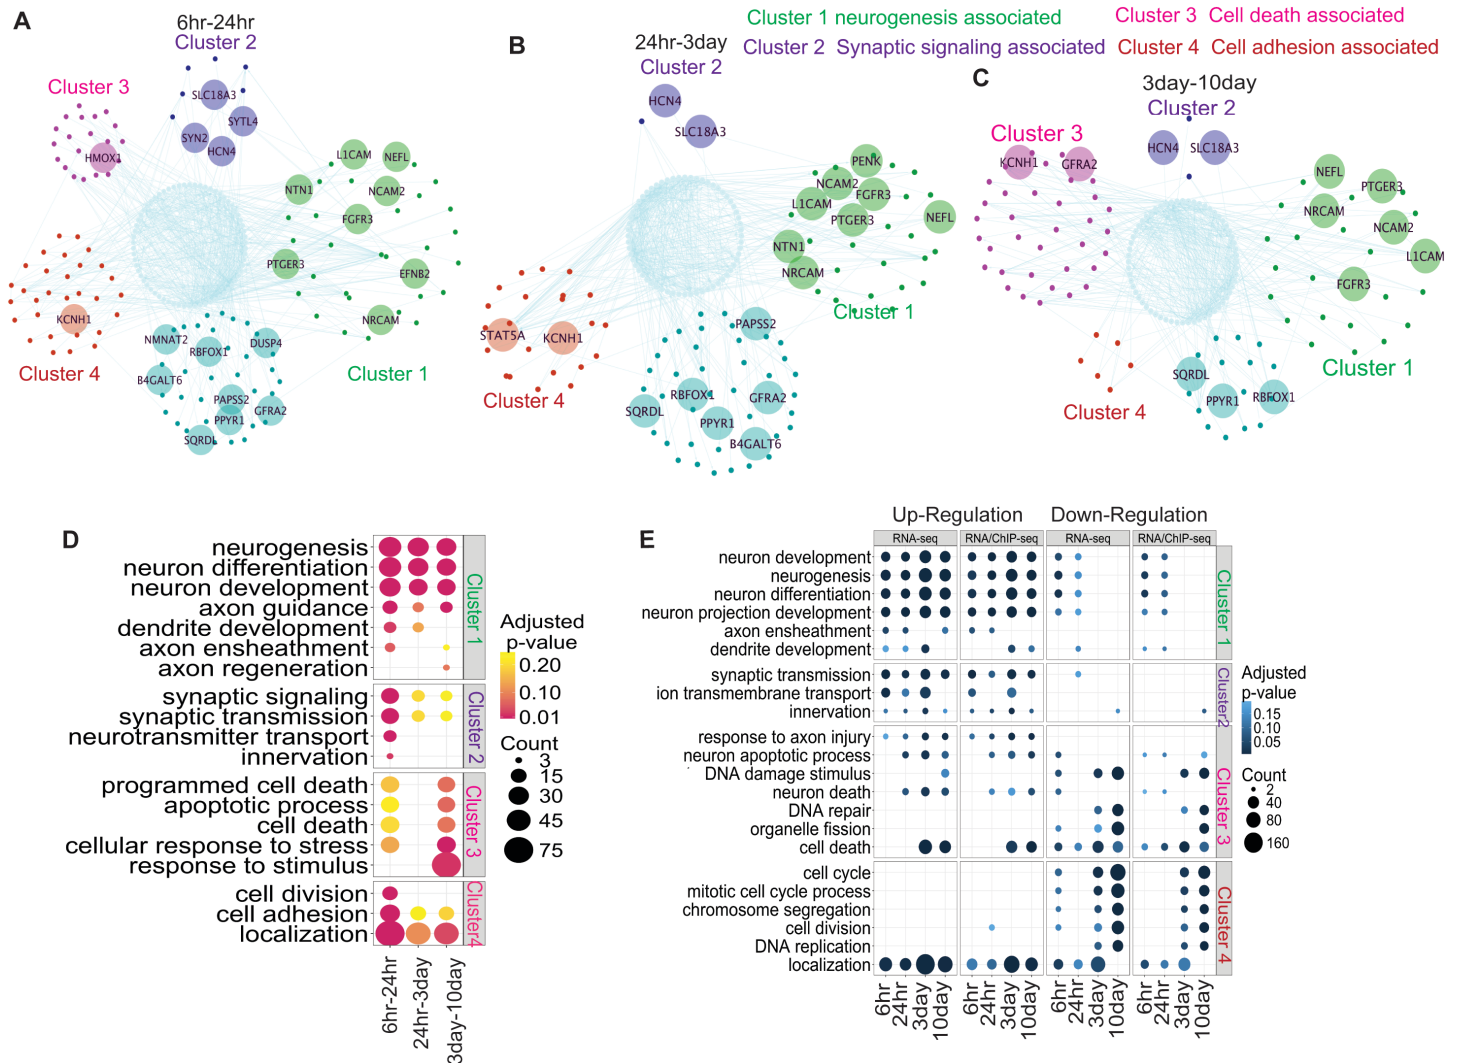 A
6hr-24hr
Cluster 2
Cluster 3
SLC18A3
SYTL4
SYN2
HCN4
HMOX1
L1CAM
NEFL
NTN1
NCAM2
FGFR3
PTGER3
EFNB2
NRCAM
KCNH1
NMNAT2
RBFOX1
DUSP4
B4GALT6
PAPSS2
GFRA2
PPYR1
SQRDL
Cluster 4
Cluster 1
Cluster 1 neurogenesis associated
Cluster 3 Cell death associated
Cluster 2 Synaptic signaling associated
Cluster 4 Cell adhesion associated
B
24hr-3day
Cluster 2
HCN4
SLC18A3
PENK
NCAM2
FGFR3
L1CAM
PTGER3
NEFL
NTN1
NRCAM
Cluster 1
STAT5A
KCNH1
Cluster 4
PAPSS2
RBFOX1
GFRA2
SQRDL
PPYR1
B4GALT6
C
3day-10day
Cluster 2
Cluster 3
HCN4
SLC18A3
KCNH1
GFRA2
NEFL
PTGER3
NRCAM
NCAM2
L1CAM
FGFR3
Cluster 1
SQRDL
PPYR1
RBFOX1
Cluster 4
D
neurogenesis
neuron differentiation
neuron development
axon guidance
dendrite development
axon ensheathment
axon regeneration
Cluster 1
synaptic signaling
synaptic transmission
neurotransmitter transport
innervation
Cluster 2
programmed cell death
apoptotic process
cell death
cellular response to stress
response to stimulus
Cluster 3
cell division
cell adhesion
localization
Cluster4
6hr-24hr
24hr-3day
3day-10day
Adjusted
p-value
0.20
0.10
0.01
Count
3
15
30
45
75
E
Up-Regulation
Down-Regulation
RNA-seq
RNA/ChIP-seq
RNA-seq
RNA/ChIP-seq
neuron development
neurogenesis
neuron differentiation
neuron projection development
axon ensheathment
dendrite development
Cluster 1
synaptic transmission
ion transmembrane transport
innervation
Cluster2
response to axon injury
neuron apoptotic process
DNA damage stimulus
neuron death
DNA repair
organelle fission
cell death
Cluster 3
cell cycle
mitotic cell cycle process
chromosome segregation
cell division
DNA replication
localization
Cluster 4
6hr
24hr
3day
10day
6hr
24hr
3day
10day
6hr
24hr
3day
10day
6hr
24hr
3day
10day
Adjusted
p-value
0.15
0.10
0.05
Count
2
40
80
160